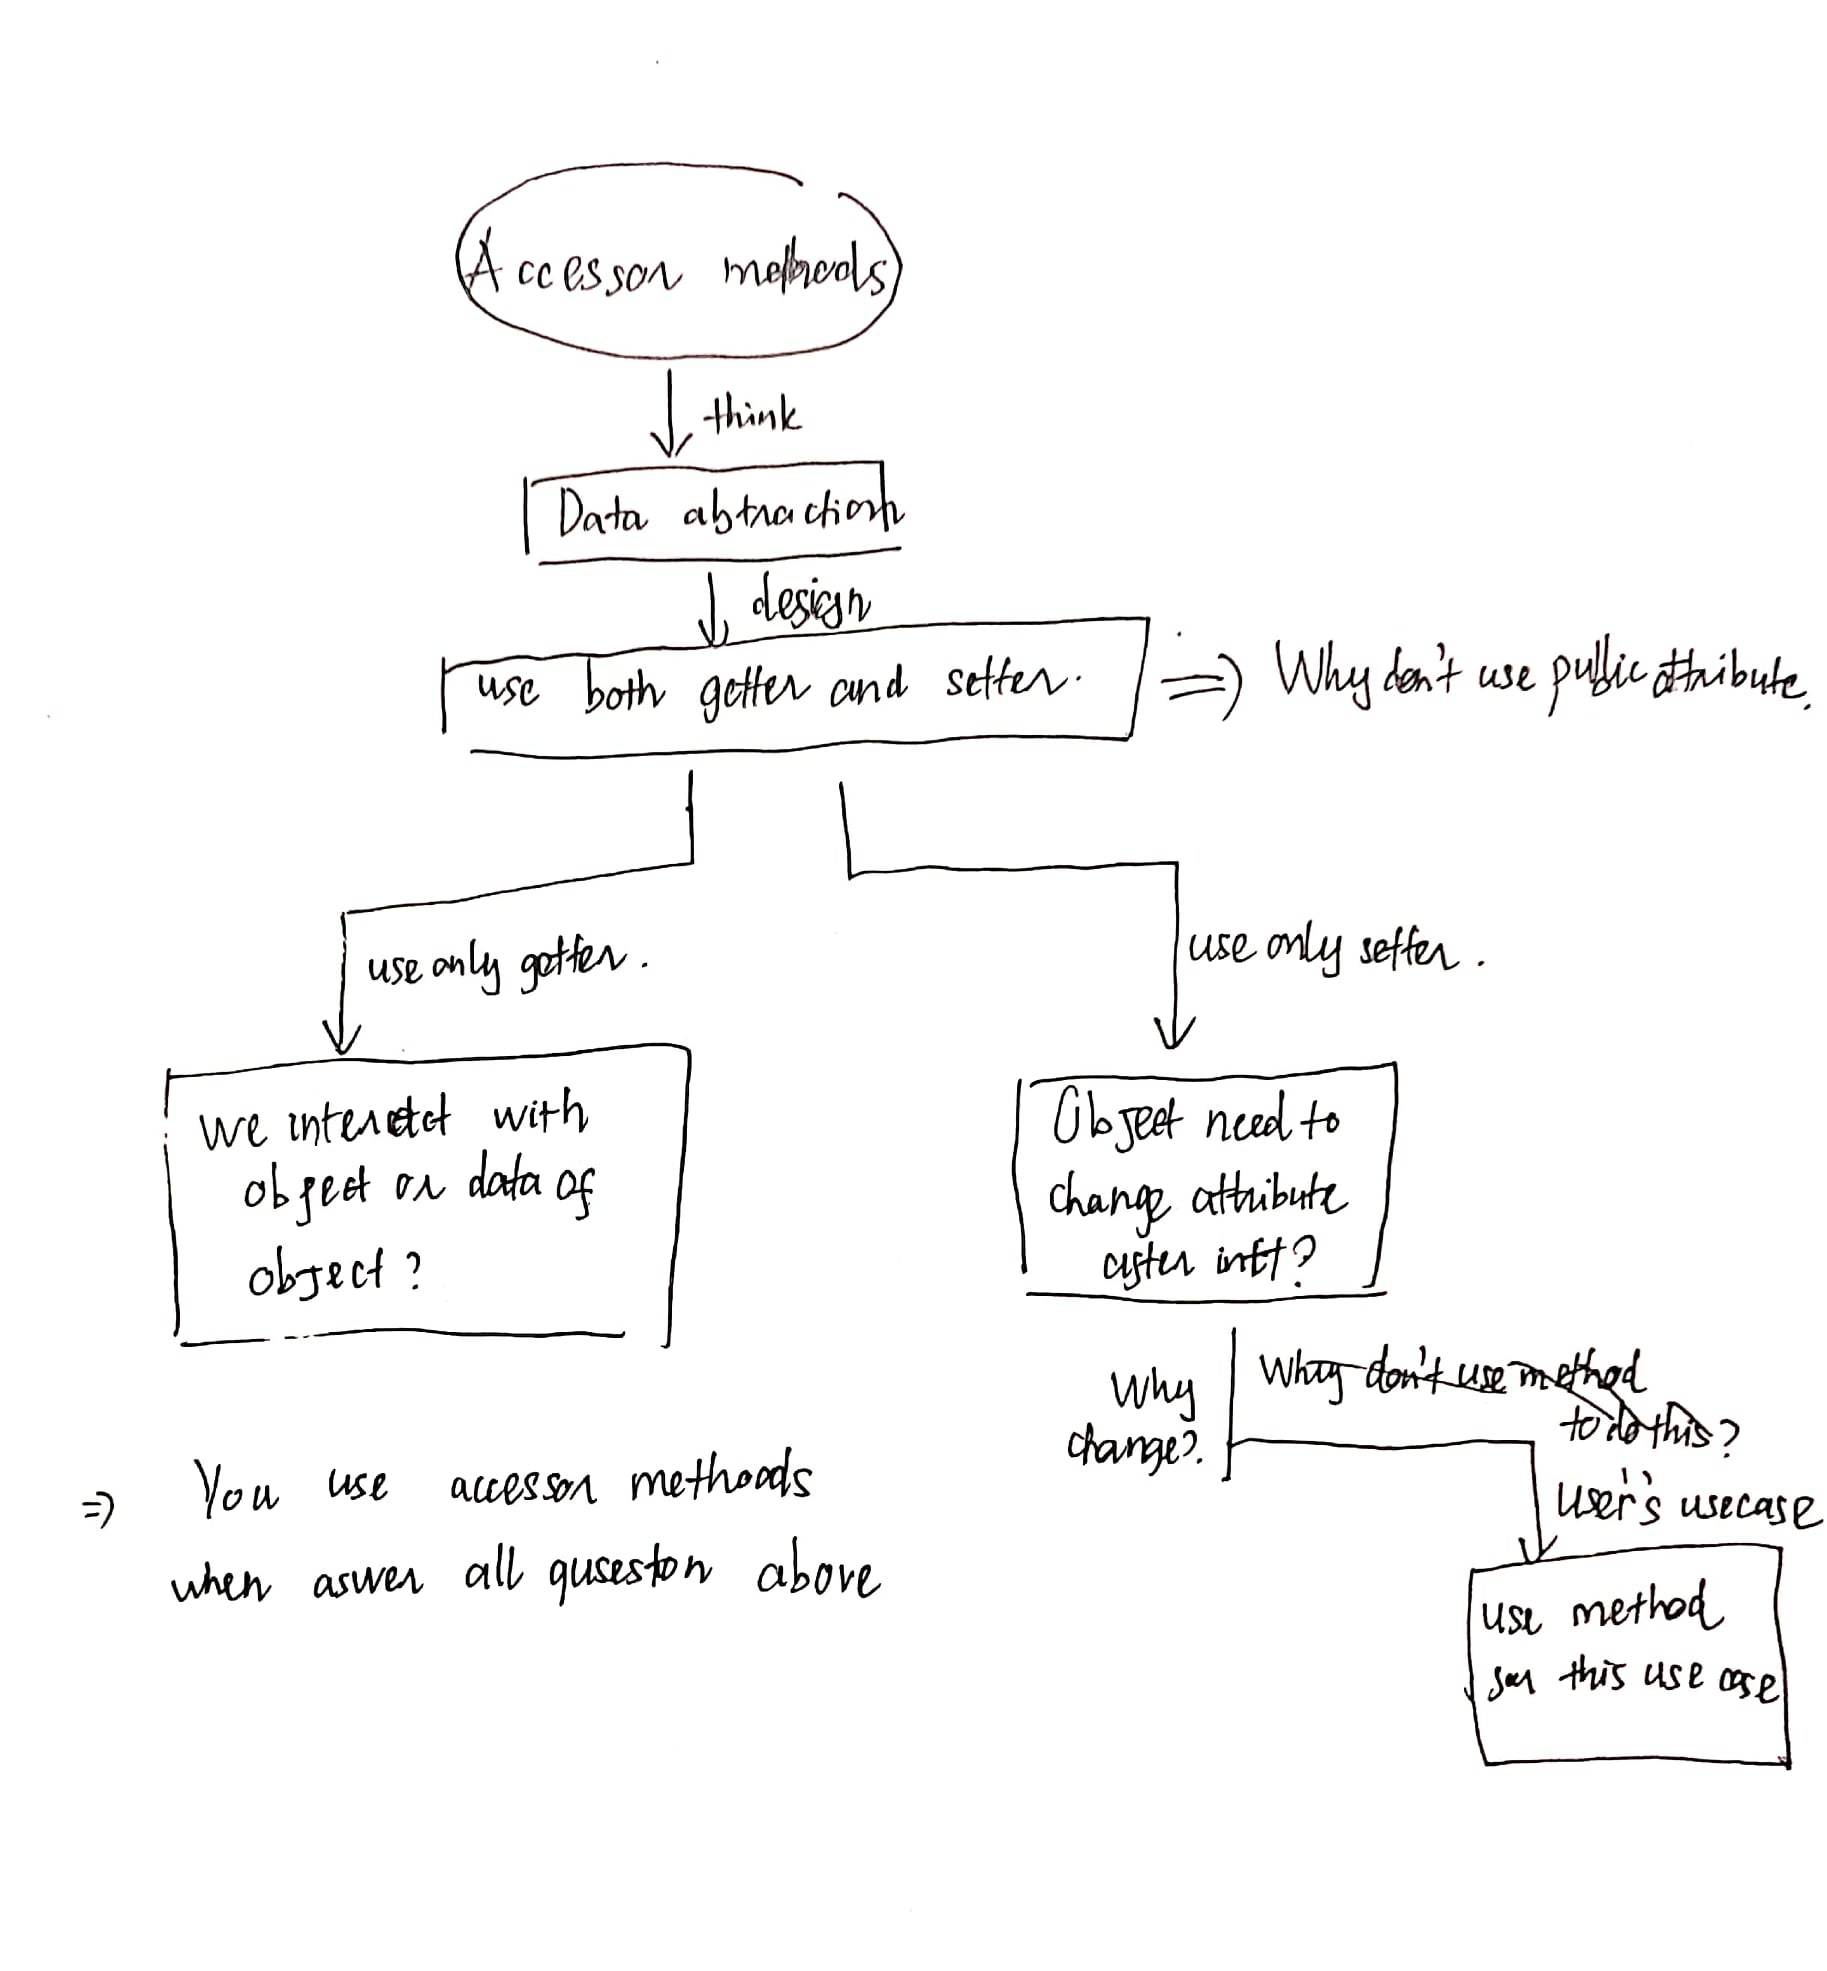 Accessor methods
think
Data abtraction
design
use both getter and setter.
=> Why don't use public attribute.
use only getter.
use only setter.
We interact with
object or data of
object?
Object need to
change attribute
after init?
Why
change?
Why don't use method
to do this?
User's usecase
use method
for this use case
=> You use accessor methoods
when aswer all quseston above